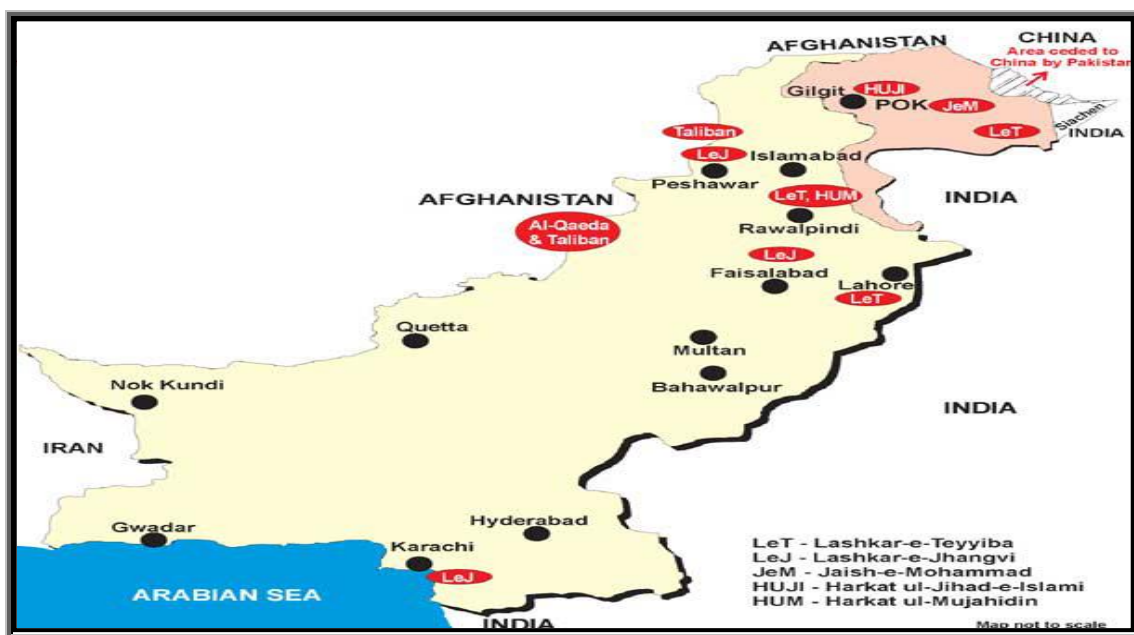 AFGHANISTAN
CHINA
Area ceded to
China by Pakistan
Gilgit
HUJI
POK
JeM
LeT
Siachen
INDIA
Taliban
LeJ
Islamabad
Peshawar
AFGHANISTAN
LeT, HUM
INDIA
Al-Qaeda
& Taliban
Rawalpindi
LeJ
Faisalabad
Lahore
LeT
Quetta
Multan
Nok Kundi
Bahawalpur
INDIA
IRAN
Gwadar
Hyderabad
Karachi
LeJ
ARABIAN SEA
INDIA
LeT - Lashkar-e-Teyyiba
LeJ - Lashkar-e-Jhangvi
JeM - Jaish-e-Mohammad
HUJI - Harkat ul-Jihad-e-Islami
HUM - Harkat ul-Mujahidin
Map not to scale